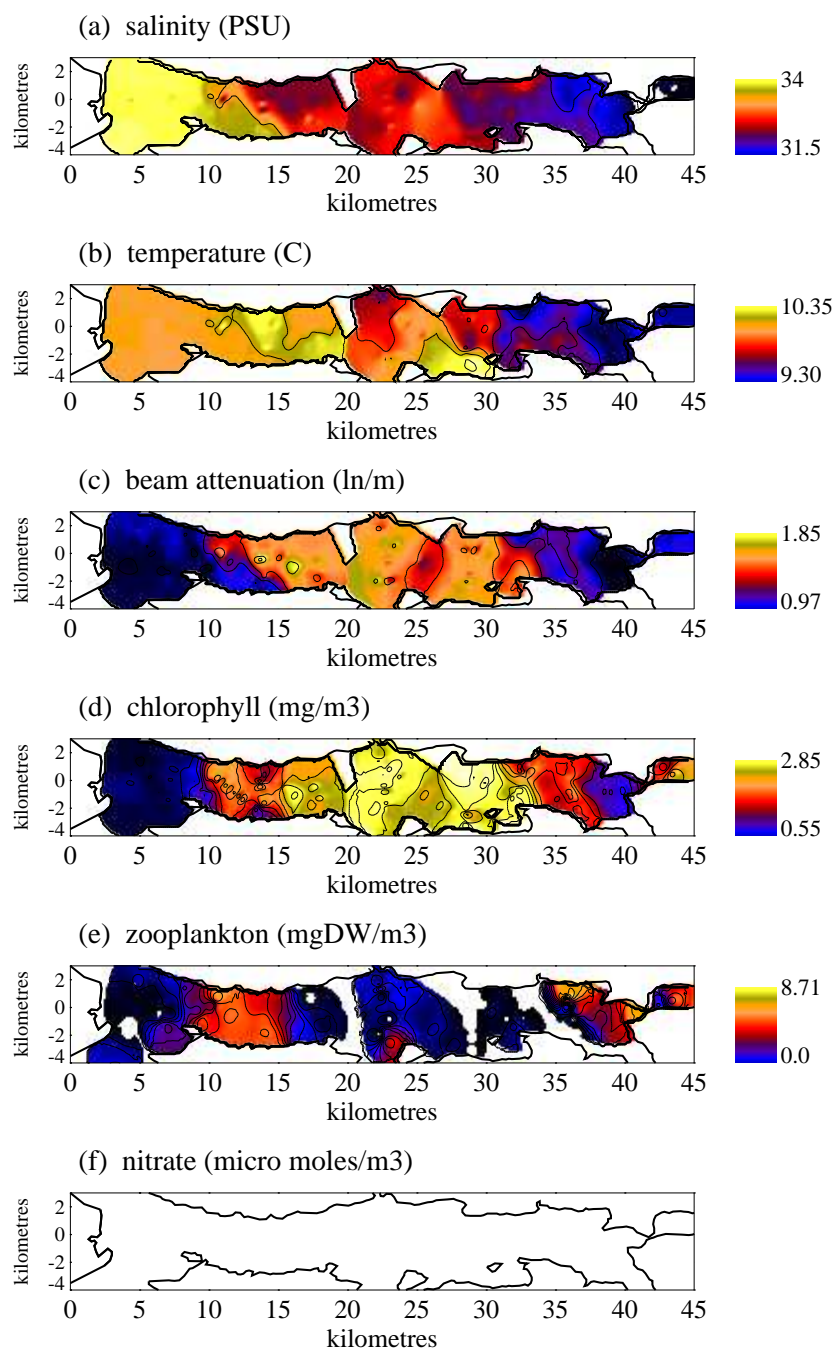 (a) salinity (PSU)
kilometres
2
0
-2
-4
34
31.5
0 5 10 15 20 25 30 35 40 45
kilometres
(b) temperature (C)
kilometres
2
0
-2
-4
10.35
9.30
0 5 10 15 20 25 30 35 40 45
kilometres
(c) beam attenuation (ln/m)
kilometres
2
0
-2
-4
1.85
0.97
0 5 10 15 20 25 30 35 40 45
kilometres
(d) chlorophyll (mg/m3)
kilometres
2
0
-2
-4
2.85
0.55
0 5 10 15 20 25 30 35 40 45
kilometres
(e) zooplankton (mgDW/m3)
kilometres
2
0
-2
-4
8.71
0.0
0 5 10 15 20 25 30 35 40 45
kilometres
(f) nitrate (micro moles/m3)
kilometres
2
0
-2
-4
0 5 10 15 20 25 30 35 40 45
kilometres